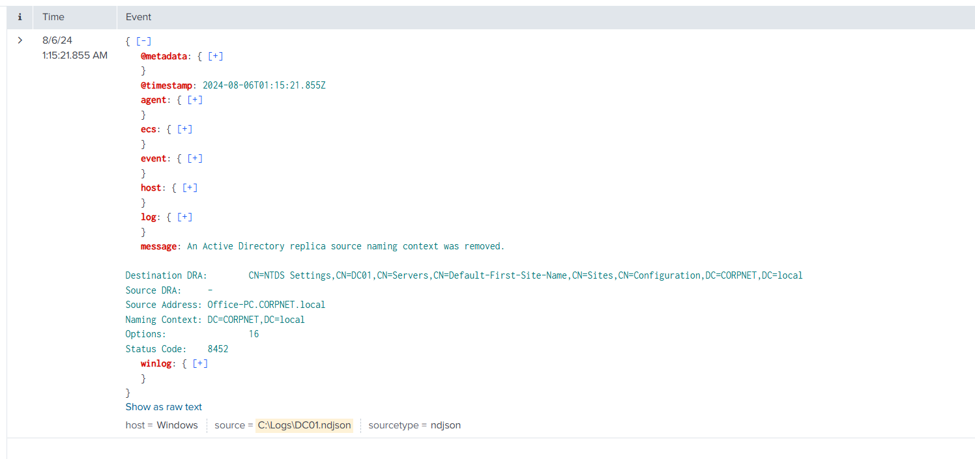 i Time Event
8/6/24 { [-]
1:15:21.855 AM @metadata: { [+]
}
@timestamp: 2024-08-06T01:15:21.855Z
agent: { [+]
}
ecs: { [+]
}
event: { [+]
}
host: { [+]
}
log: { [+]
}
message: An Active Directory replica source naming context was removed.
Destination DRA: CN=NTDS Settings,CN=DC01,CN=Servers,CN=Default-First-Site-Name,CN=Sites,CN=Configuration,DC=CORPNET,DC=local
Source DRA: -
Source Address: Office-PC.CORPNET.local
Naming Context: DC=CORPNET,DC=local
Options: 16
Status Code: 8452
winlog: { [+]
}
}
Show as raw text
host = Windows source = C:\Logs\DC01.ndjson sourcetype = ndjson